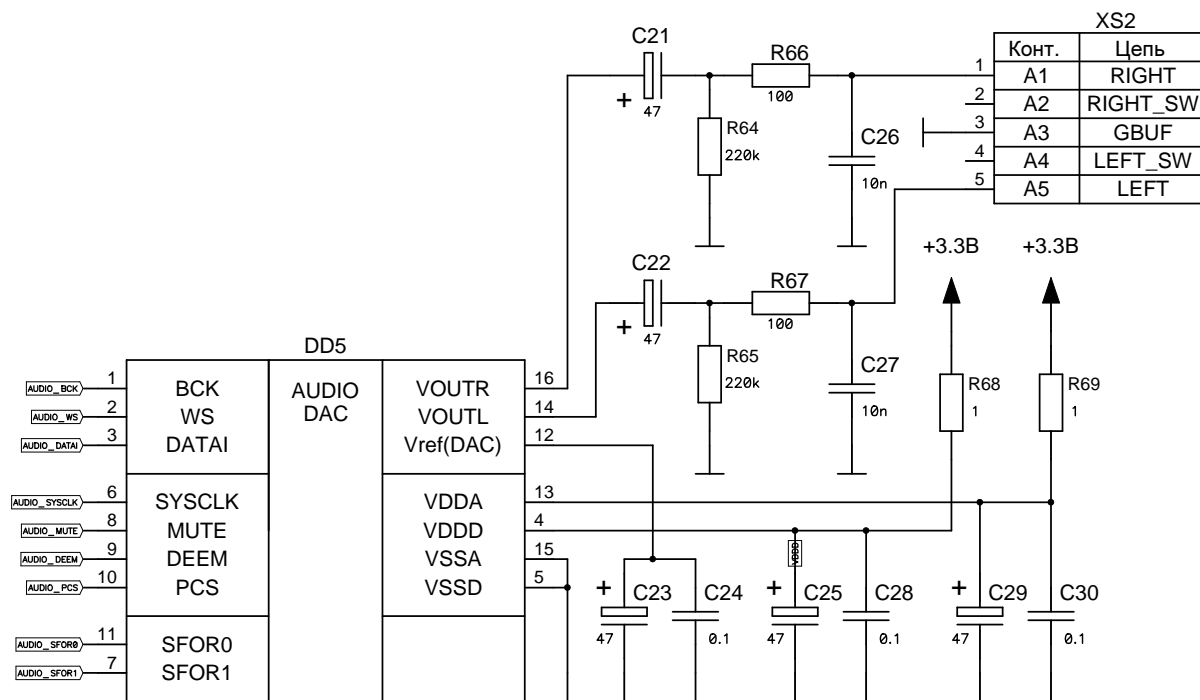 XS2
Конт. Цепь
1 A1 RIGHT
2 A2 RIGHT_SW
3 A3 GBUF
4 A4 LEFT_SW
5 A5 LEFT
C21
+ 47
R66
100
R64
220k
C26
10n
C22
+ 47
R67
100
R65
220k
C27
10n
+3.3В +3.3В
R68
1
R69
1
DD5
AUDIO DAC
AUDIO_BCK 1 BCK
AUDIO_WS 2 WS
AUDIO_DATAI 3 DATAI
AUDIO_SYSCLK 6 SYSCLK
AUDIO_MUTE 8 MUTE
AUDIO_DEEM 9 DEEM
AUDIO_PCS 10 PCS
AUDIO_SFOR0 11 SFOR0
AUDIO_SFOR1 7 SFOR1
VOUTR 16
VOUTL 14
Vref(DAC) 12
VDDA 13
VDDD 4
VSSA 15
VSSD 5
VDDD
+ C23
47
C24
0.1
+ C25
47
C28
0.1
+ C29
47
C30
0.1